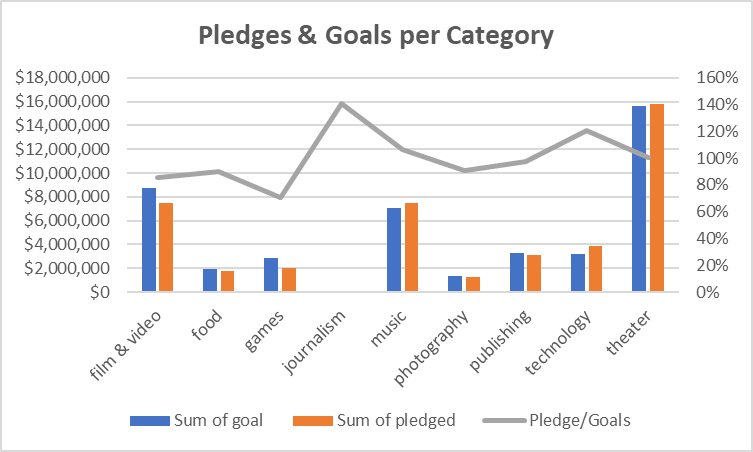 Pledges & Goals per Category
$18,000,000
$16,000,000
$14,000,000
$12,000,000
$10,000,000
$8,000,000
$6,000,000
$4,000,000
$2,000,000
$0
160%
140%
120%
100%
80%
60%
40%
20%
0%
film & video
food
games
journalism
music
photography
publishing
technology
theater
Sum of goal
Sum of pledged
Pledge/Goals